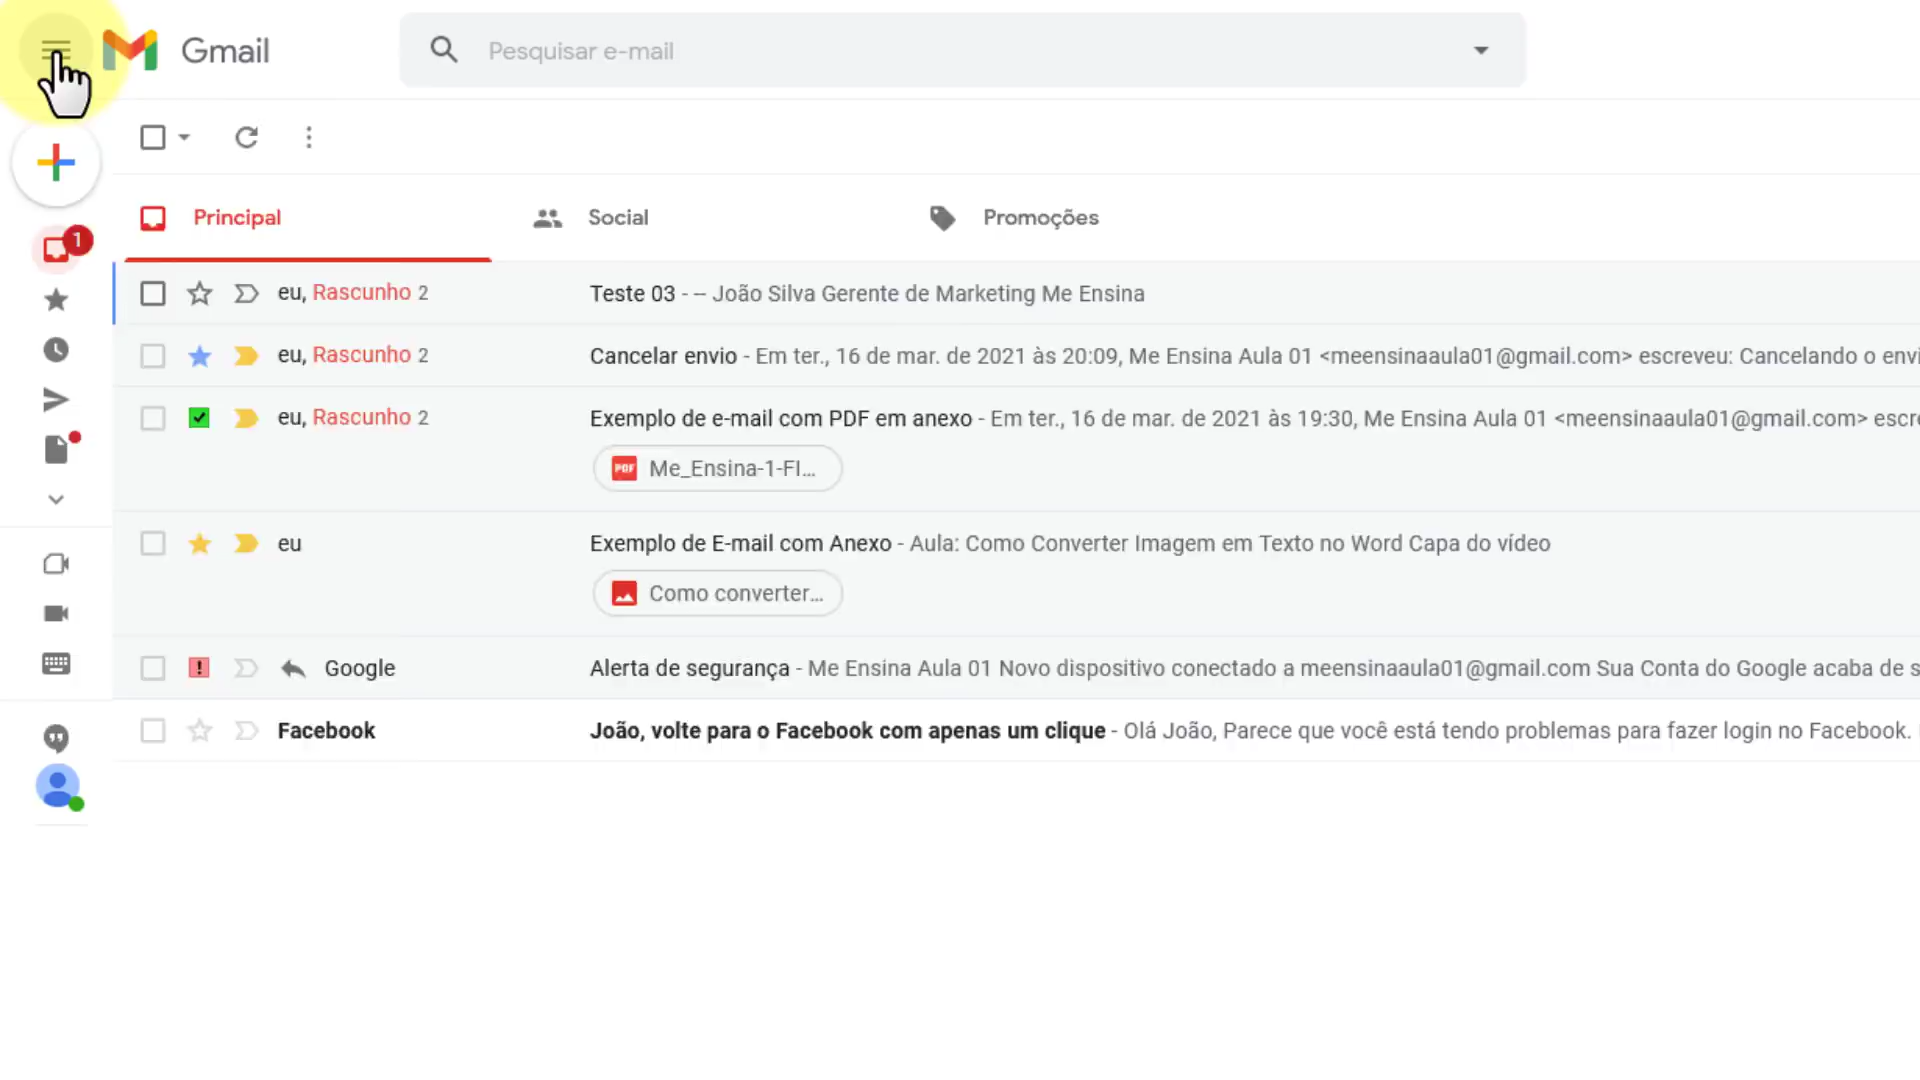 Gmail
Pesquisar e-mail
1
Principal
Social
Promoções
eu, Rascunho 2
Teste 03 - -- João Silva Gerente de Marketing Me Ensina
eu, Rascunho 2
Cancelar envio - Em ter., 16 de mar. de 2021 às 20:09, Me Ensina Aula 01 <meensinaaula01@gmail.com> escreveu: Cancelando o envi
eu, Rascunho 2
Exemplo de e-mail com PDF em anexo - Em ter., 16 de mar. de 2021 às 19:30, Me Ensina Aula 01 <meensinaaula01@gmail.com> escr
PDF Me_Ensina-1-FI...
eu
Exemplo de E-mail com Anexo - Aula: Como Converter Imagem em Texto no Word Capa do vídeo
Como converter...
! Google
Alerta de segurança - Me Ensina Aula 01 Novo dispositivo conectado a meensinaaula01@gmail.com Sua Conta do Google acaba de s
Facebook
João, volte para o Facebook com apenas um clique - Olá João, Parece que você está tendo problemas para fazer login no Facebook.